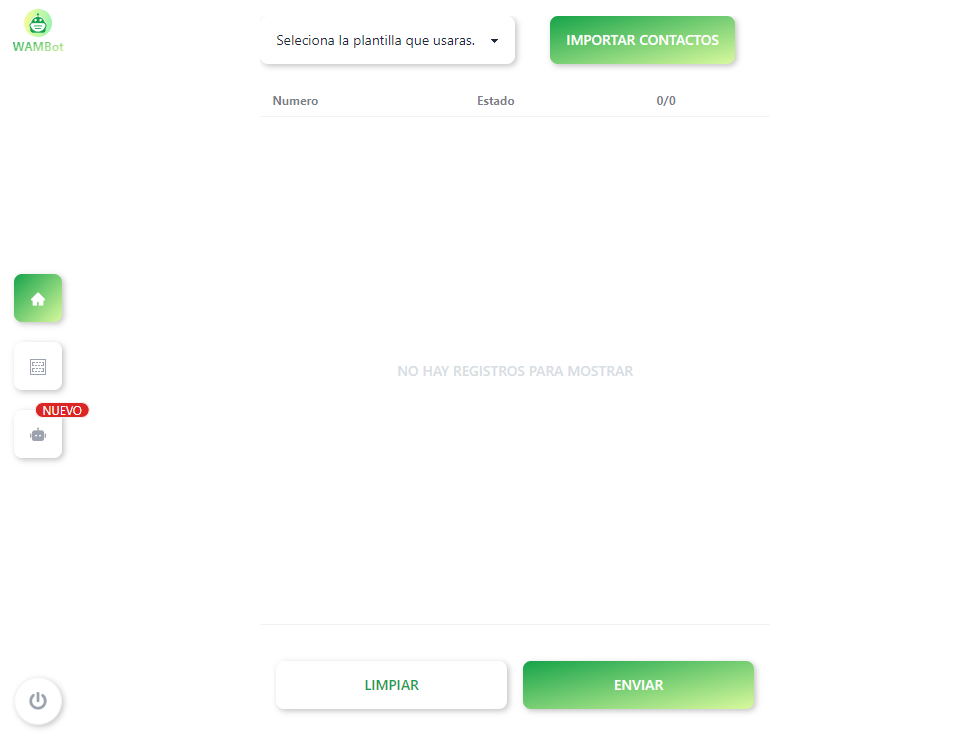 WAMBot
Seleciona la plantilla que usaras.
IMPORTAR CONTACTOS
Numero Estado 0/0
NO HAY REGISTROS PARA MOSTRAR
NUEVO
LIMPIAR
ENVIAR